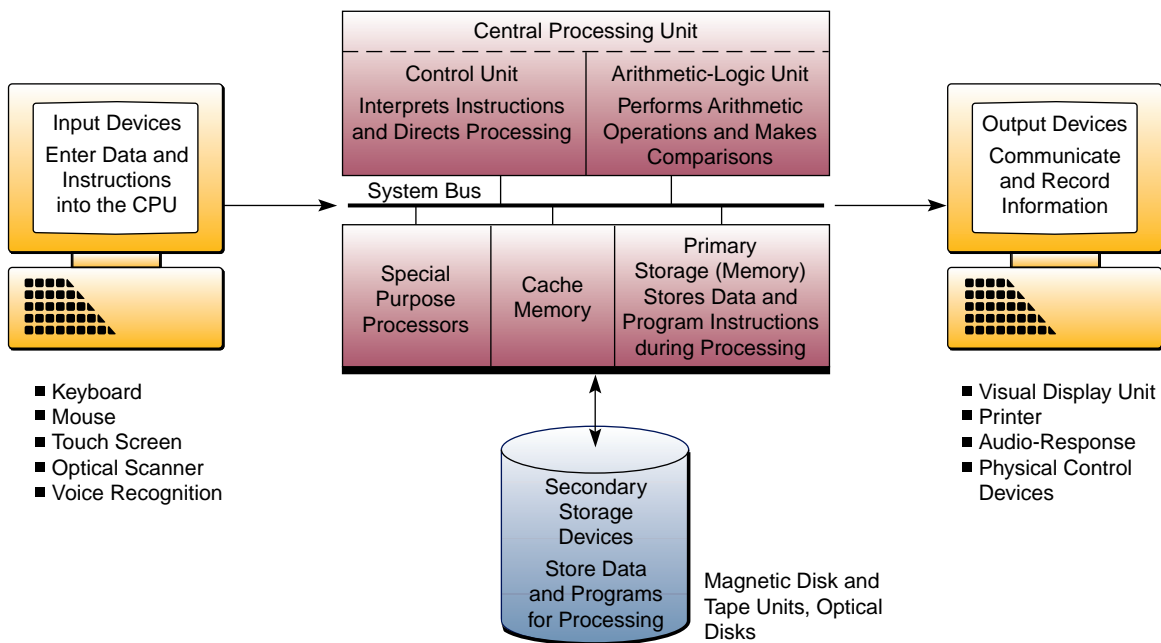 Central Processing Unit
Control Unit
Interprets Instructions
and Directs Processing
Arithmetic-Logic Unit
Performs Arithmetic
Operations and Makes
Comparisons
Input Devices
Enter Data and
Instructions
into the CPU
System Bus
Output Devices
Communicate
and Record
Information
Special
Purpose
Processors
Cache
Memory
Primary
Storage (Memory)
Stores Data and
Program Instructions
during Processing
Keyboard
Mouse
Touch Screen
Optical Scanner
Voice Recognition
Visual Display Unit
Printer
Audio-Response
Physical Control
Devices
Secondary
Storage
Devices
Store Data
and Programs
for Processing
Magnetic Disk and
Tape Units, Optical
Disks